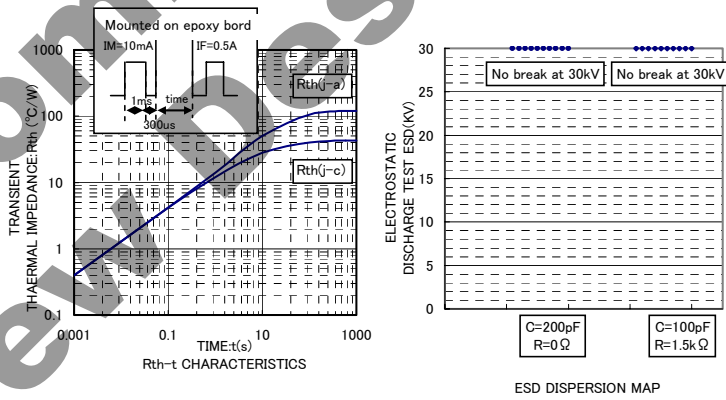 Mounted on epoxy bord
IM=10mA IF=0.5A
1ms time
300us
Rth(j-a)
Rth(j-c)
TRANSIENT
THAERMAL IMPEDANCE:Rth (℃/W)
1000
100
10
1
0.1
0.001 0.1 10 1000
TIME:t(s)
Rth-t CHARACTERISTICS
ELECTROSTATIC
DISCHARGE TEST ESD(KV)
30
25
20
15
10
5
0
No break at 30kV No break at 30kV
C=200pF
R=0Ω
C=100pF
R=1.5kΩ
ESD DISPERSION MAP